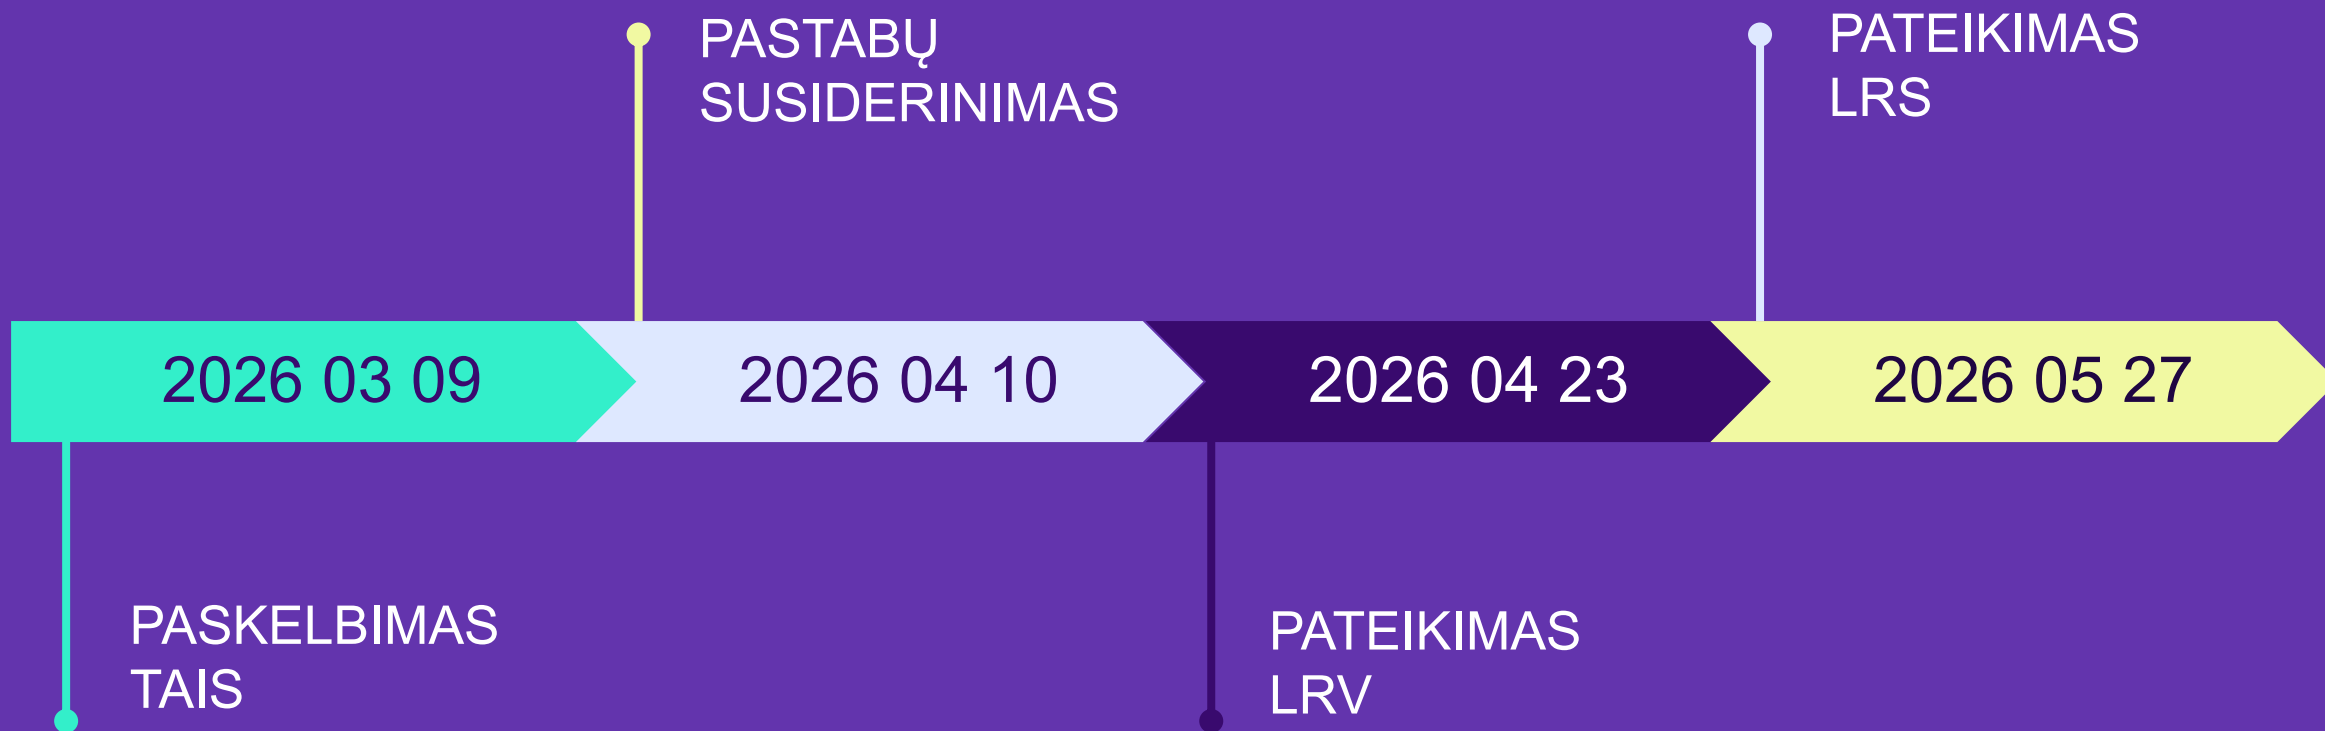 PASTABŲ
SUSIDERINIMAS
PATEIKIMAS
LRS
2026 03 09
2026 04 10
2026 04 23
2026 05 27
PASKELBIMAS
TAIS
PATEIKIMAS
LRV